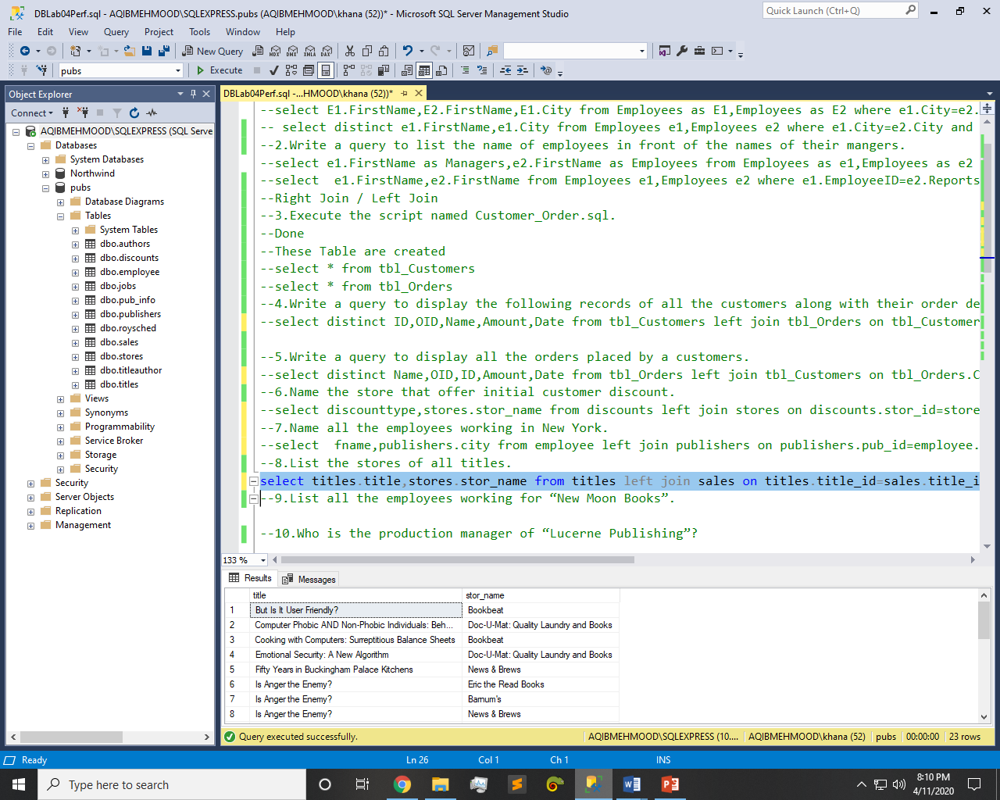 DBLab04Perf.sql - AQIBMEHMOOD\SQLEXPRESS.pubs (AQIBMEHMOOD\khana (52))* - Microsoft SQL Server Management Studio
Quick Launch (Ctrl+Q)
File Edit View Query Project Tools Window Help
New Query
MDX DMX XMLA DAX
pubs
Execute
Object Explorer
DBLab04Perf.sql -...HMOOD\khana (52))*
Connect
AQIBMEHMOOD\SQLEXPRESS (SQL Serve
Databases
System Databases
Northwind
pubs
Database Diagrams
Tables
System Tables
dbo.authors
dbo.discounts
dbo.employee
dbo.jobs
dbo.pub_info
dbo.publishers
dbo.roysched
dbo.sales
dbo.stores
dbo.titleauthor
dbo.titles
Views
Synonyms
Programmability
Service Broker
Storage
Security
Security
Server Objects
Replication
Management
--select E1.FirstName,E2.FirstName,E1.City from Employees as E1,Employees as E2 where e1.City=e2.
-- select distinct e1.FirstName,e1.City from Employees e1,Employees e2 where e1.City=e2.City and
--2.Write a query to list the name of employees in front of the names of their mangers.
--select e1.FirstName as Managers,e2.FirstName as Employees from Employees as e1,Employees as e2
--select  e1.FirstName,e2.FirstName from Employees e1,Employees e2 where e1.EmployeeID=e2.Reports
--Right Join / Left Join
--3.Execute the script named Customer_Order.sql.
--Done
--These Table are created
--select * from tbl_Customers
--select * from tbl_Orders
--4.Write a query to display the following records of all the customers along with their order de
--select distinct ID,OID,Name,Amount,Date from tbl_Customers left join tbl_Orders on tbl_Customer
--5.Write a query to display all the orders placed by a customers.
--select distinct Name,OID,ID,Amount,Date from tbl_Orders left join tbl_Customers on tbl_Orders.C
--6.Name the store that offer initial customer discount.
--select discounttype,stores.stor_name from discounts left join stores on discounts.stor_id=store
--7.Name all the employees working in New York.
--select  fname,publishers.city from employee left join publishers on publishers.pub_id=employee.
--8.List the stores of all titles.
select titles.title,stores.stor_name from titles left join sales on titles.title_id=sales.title_i
--9.List all the employees working for “New Moon Books”.
--10.Who is the production manager of “Lucerne Publishing”?
133 %
Results Messages
title stor_name
1 But Is It User Friendly? Bookbeat
2 Computer Phobic AND Non-Phobic Individuals: Beh... Doc-U-Mat: Quality Laundry and Books
3 Cooking with Computers: Surreptitious Balance Sheets Bookbeat
4 Emotional Security: A New Algorithm Doc-U-Mat: Quality Laundry and Books
5 Fifty Years in Buckingham Palace Kitchens News & Brews
6 Is Anger the Enemy? Eric the Read Books
7 Is Anger the Enemy? Barnum's
8 Is Anger the Enemy? News & Brews
Query executed successfully. AQIBMEHMOOD\SQLEXPRESS (10.... AQIBMEHMOOD\khana (52) pubs 00:00:00 23 rows
Ready Ln 26 Col 1 Ch 1 INS
Type here to search
8:10 PM
4/11/2020